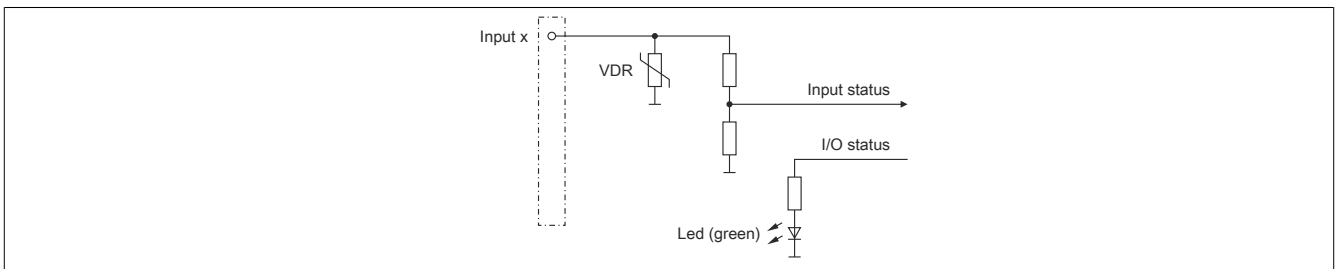 Input x
VDR
Input status
I/O status
Led (green)